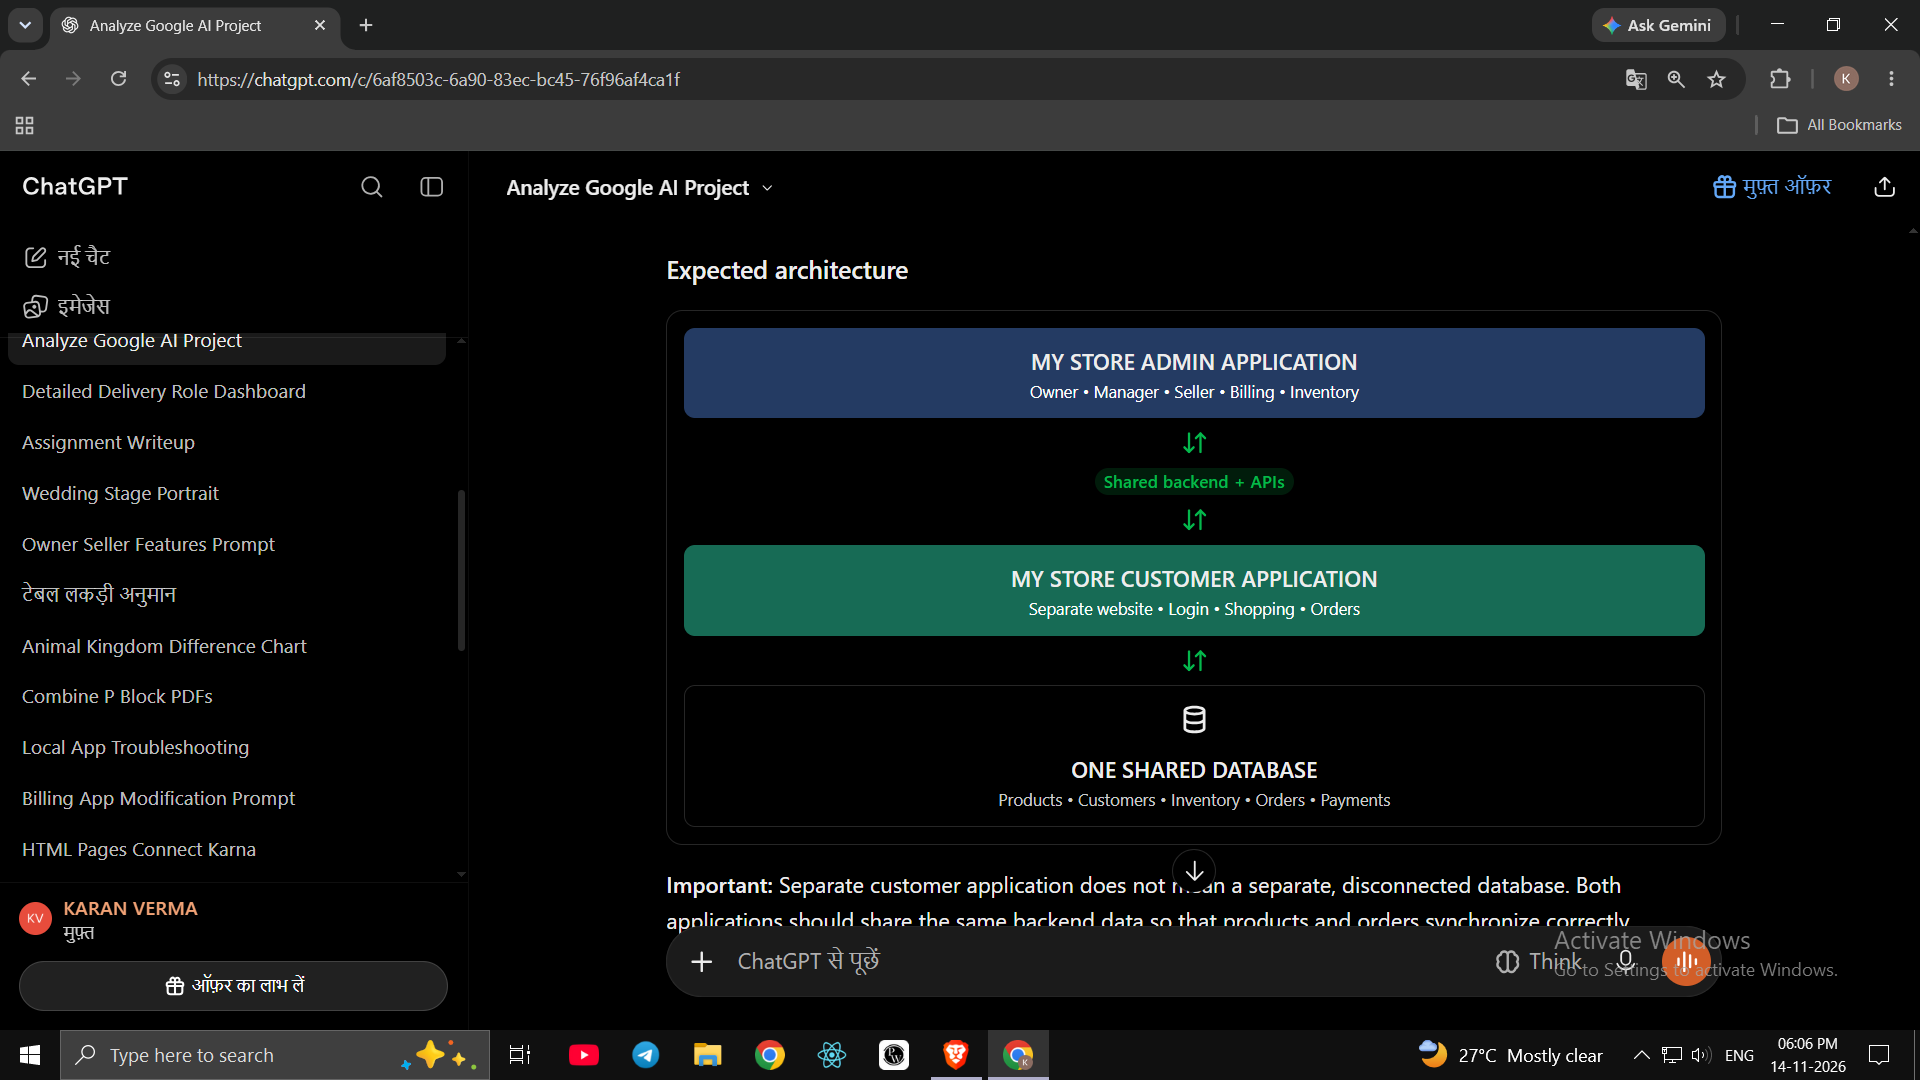 Analyze Google AI Project
Ask Gemini
https://chatgpt.com/c/6af8503c-6a90-83ec-bc45-76f96af4ca1f
K
All Bookmarks
ChatGPT
नई चैट
इमेजेस
Analyze Google AI Project
Detailed Delivery Role Dashboard
Assignment Writeup
Wedding Stage Portrait
Owner Seller Features Prompt
टेबल लकड़ी अनुमान
Animal Kingdom Difference Chart
Combine P Block PDFs
Local App Troubleshooting
Billing App Modification Prompt
HTML Pages Connect Karna
KV
KARAN VERMA
मुफ़्त
ऑफ़र का लाभ लें
Analyze Google AI Project
मुफ़्त ऑफ़र
Expected architecture
MY STORE ADMIN APPLICATION
Owner • Manager • Seller • Billing • Inventory
Shared backend + APIs
MY STORE CUSTOMER APPLICATION
Separate website • Login • Shopping • Orders
ONE SHARED DATABASE
Products • Customers • Inventory • Orders • Payments
Important: Separate customer application does not mean a separate, disconnected database. Both
applications should share the same backend data so that products and orders synchronize correctly
ChatGPT से पूछें
Think
Activate Windows
Go to Settings to activate Windows.
Type here to search
27°C Mostly clear
ENG
06:06 PM
14-11-2026